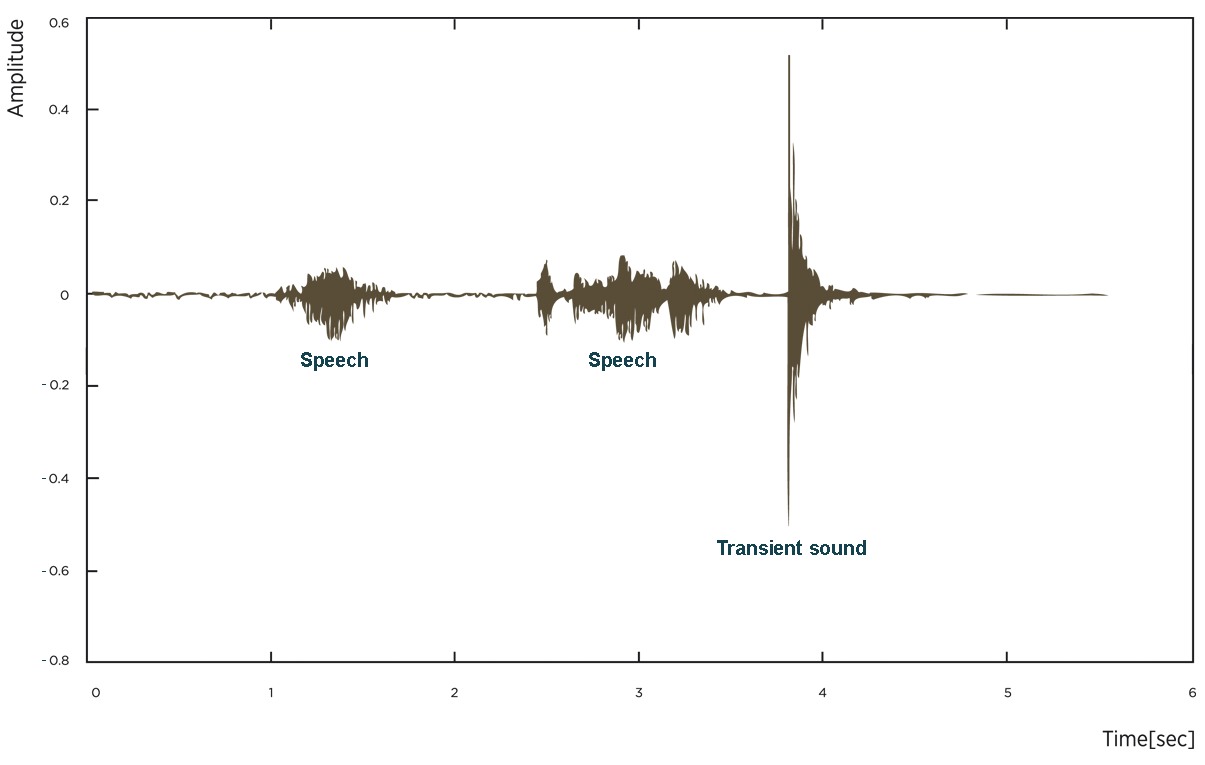 Amplitude
0.6
0.4
0.2
0
-0.2
-0.4
-0.6
-0.8
Speech
Speech
Transient sound
0 1 2 3 4 5 6
Time[sec]